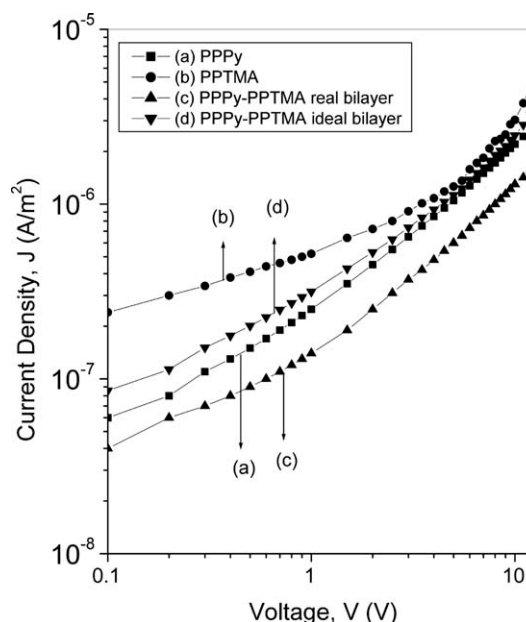 10⁻⁵
(a) PPPy
(b) PPTMA
(c) PPPy-PPTMA real bilayer
(d) PPPy-PPTMA ideal bilayer
10⁻⁶
(b)
(d)
10⁻⁷
(a)
(c)
10⁻⁸
0.1
1
10
Current Density, J (A/m²)
Voltage, V (V)